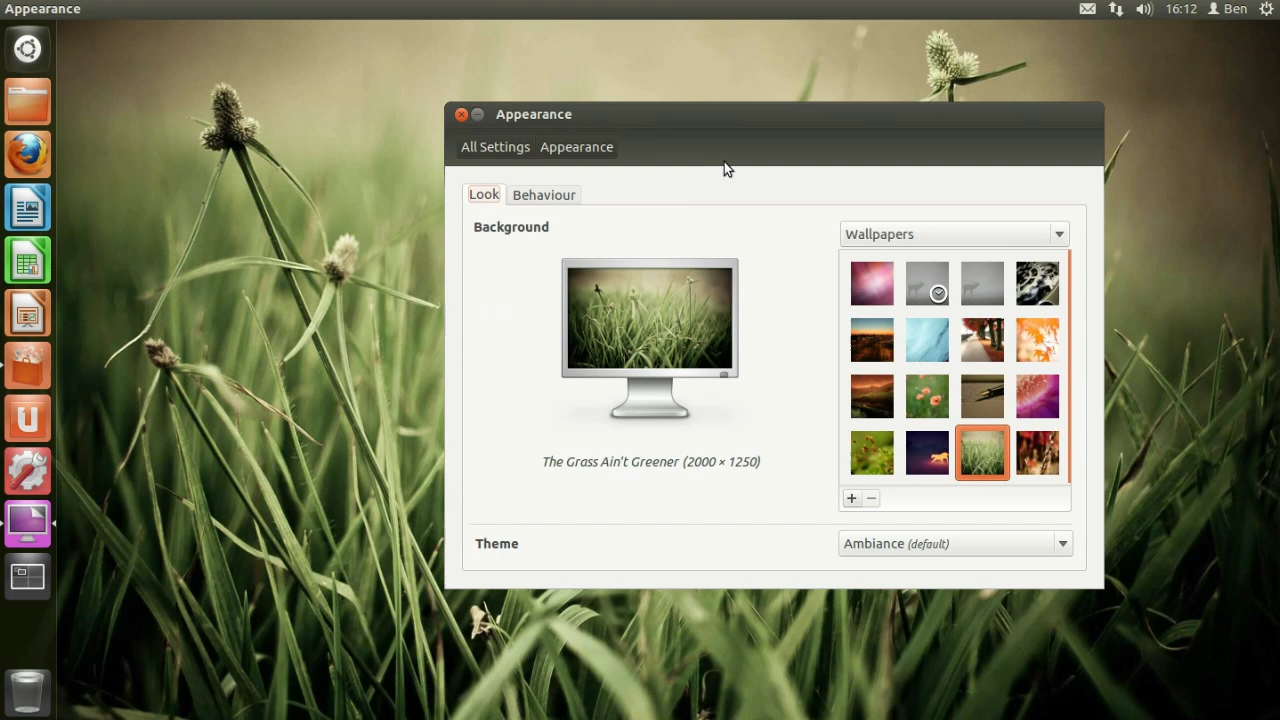 Appearance
16:12 Ben
Appearance
All Settings Appearance
Look Behaviour
Background
Wallpapers
The Grass Ain't Greener (2000 × 1250)
Theme
Ambiance (default)